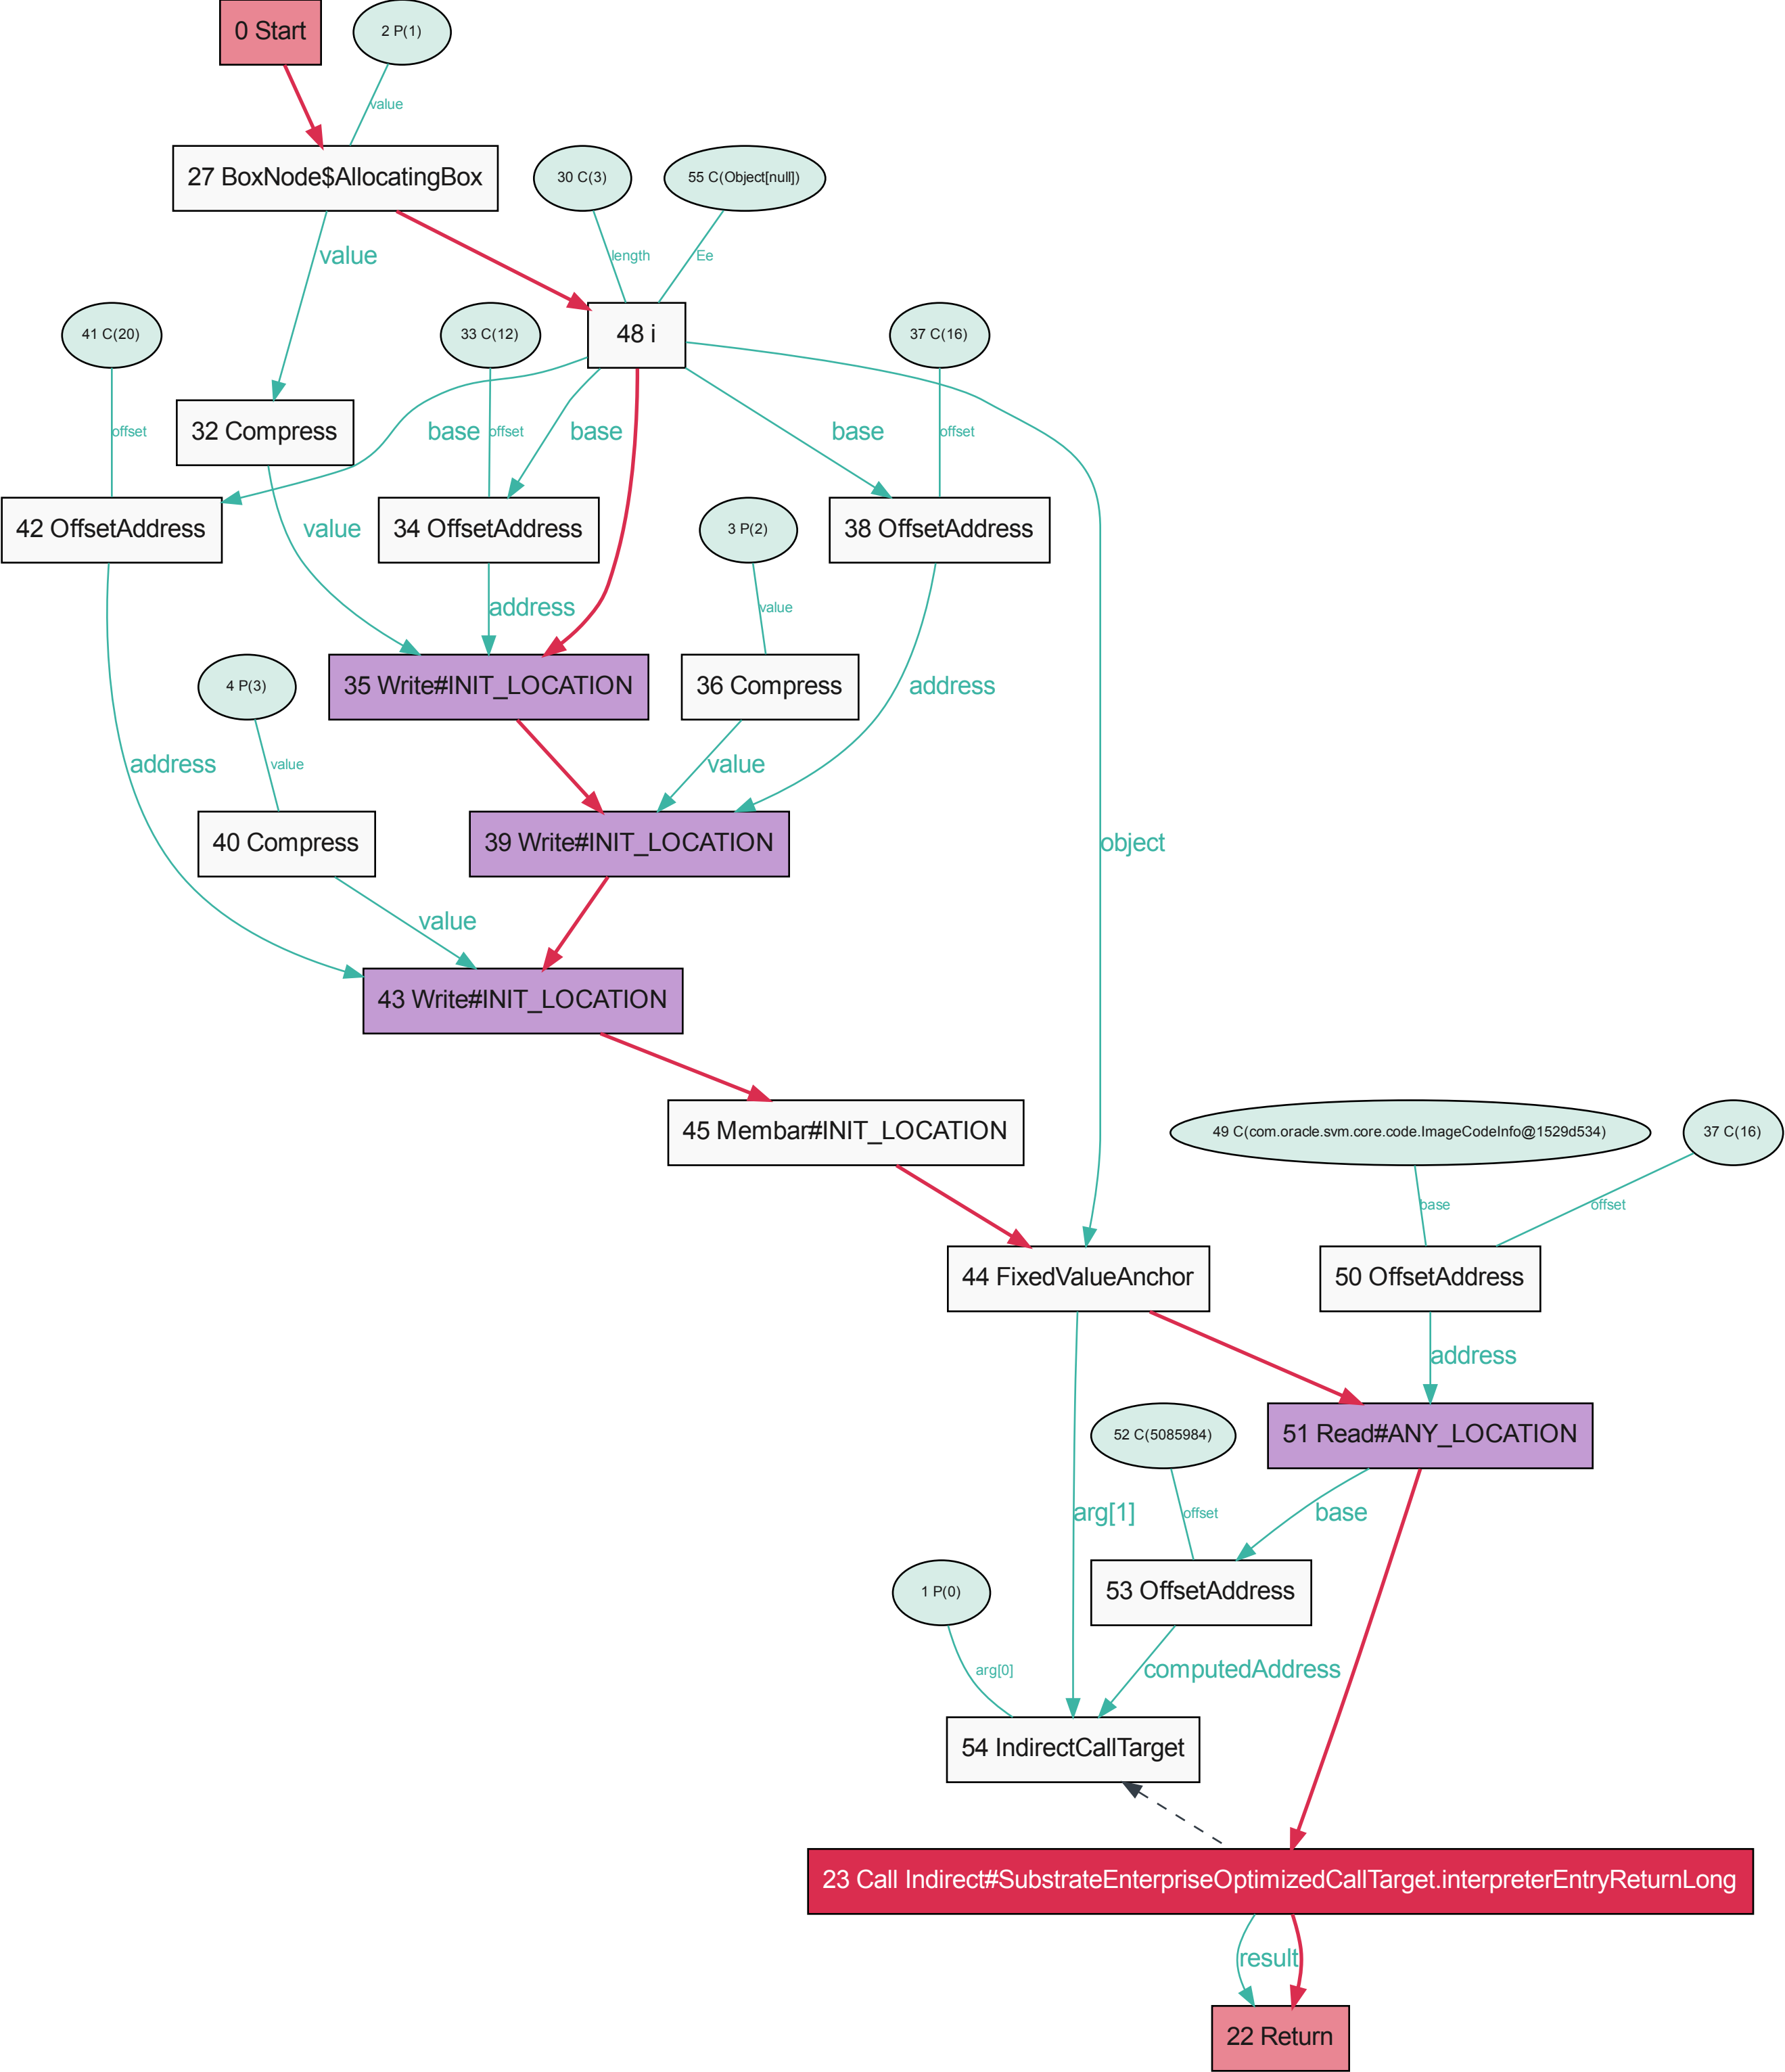 0 Start
2 P(1)
value
27 BoxNode$AllocatingBox
30 C(3)
55 C(Object[null])
value
length
Ee
41 C(20)
33 C(12)
48 i
37 C(16)
offset
32 Compress
base
offset
base
base
offset
42 OffsetAddress
value
34 OffsetAddress
3 P(2)
38 OffsetAddress
address
value
4 P(3)
35 Write#INIT_LOCATION
36 Compress
address
address
value
value
40 Compress
39 Write#INIT_LOCATION
object
value
43 Write#INIT_LOCATION
45 Membar#INIT_LOCATION
49 C(com.oracle.svm.core.code.ImageCodeInfo@1529d534)
37 C(16)
base
offset
44 FixedValueAnchor
50 OffsetAddress
address
52 C(5085984)
51 Read#ANY_LOCATION
arg[1]
offset
base
1 P(0)
53 OffsetAddress
arg[0]
computedAddress
54 IndirectCallTarget
23 Call Indirect#SubstrateEnterpriseOptimizedCallTarget.interpreterEntryReturnLong
result
22 Return